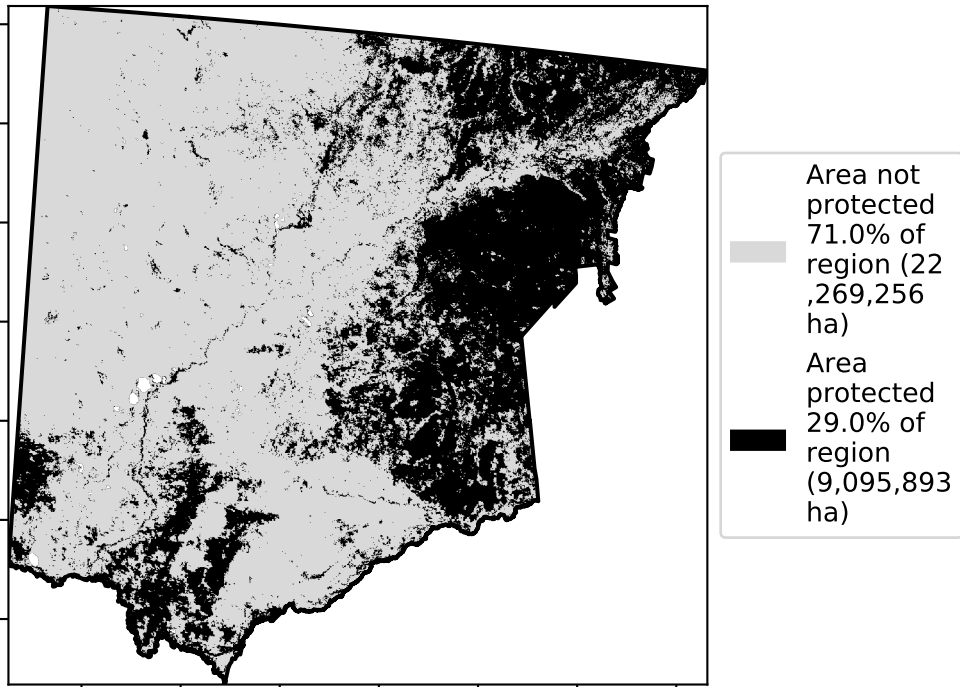 Area not
protected
71.0% of
region (22
,269,256
ha)
Area
protected
29.0% of
region
(9,095,893
ha)